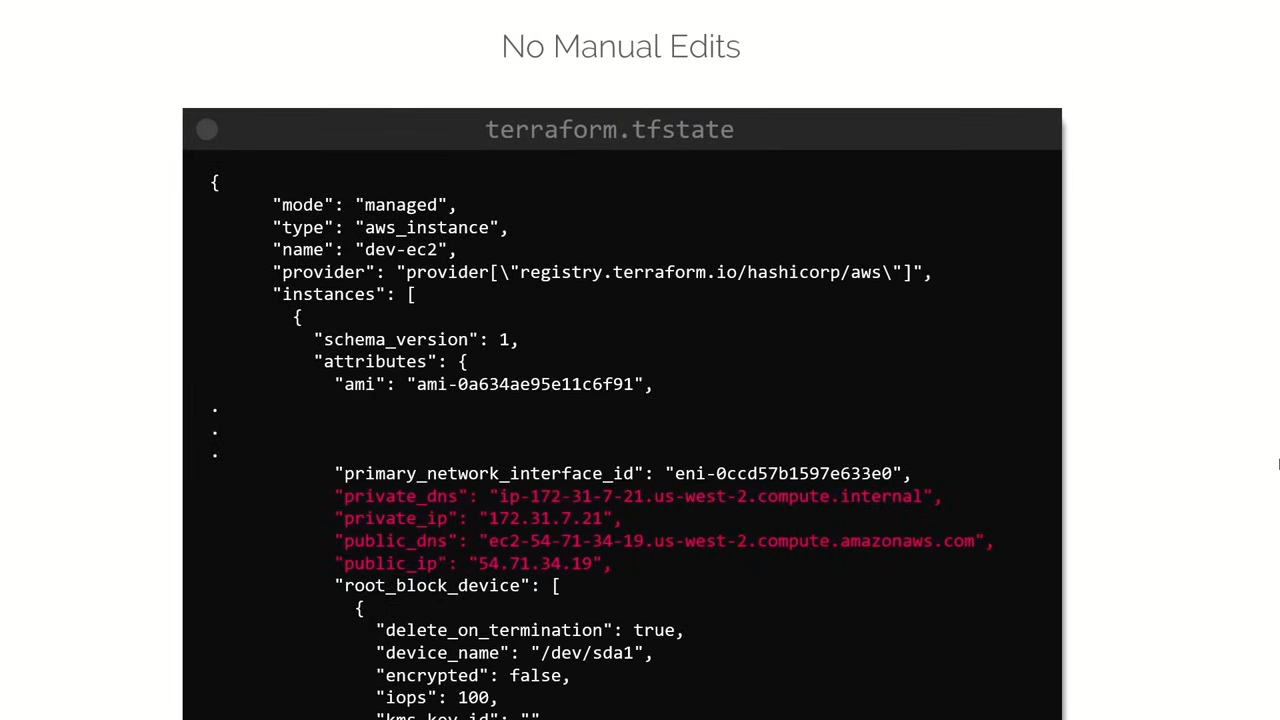 No Manual Edits
terraform.tfstate
{
"mode": "managed",
"type": "aws_instance",
"name": "dev-ec2",
"provider": "provider[\"registry.terraform.io/hashicorp/aws\"]",
"instances": [
{
"schema_version": 1,
"attributes": {
"ami": "ami-0a634ae95e11c6f91",
.
.
.
"primary_network_interface_id": "eni-0ccd57b1597e633e0",
"private_dns": "ip-172-31-7-21.us-west-2.compute.internal",
"private_ip": "172.31.7.21",
"public_dns": "ec2-54-71-34-19.us-west-2.compute.amazonaws.com",
"public_ip": "54.71.34.19",
"root_block_device": [
{
"delete_on_termination": true,
"device_name": "/dev/sda1",
"encrypted": false,
"iops": 100,
"kms_key_id": ""